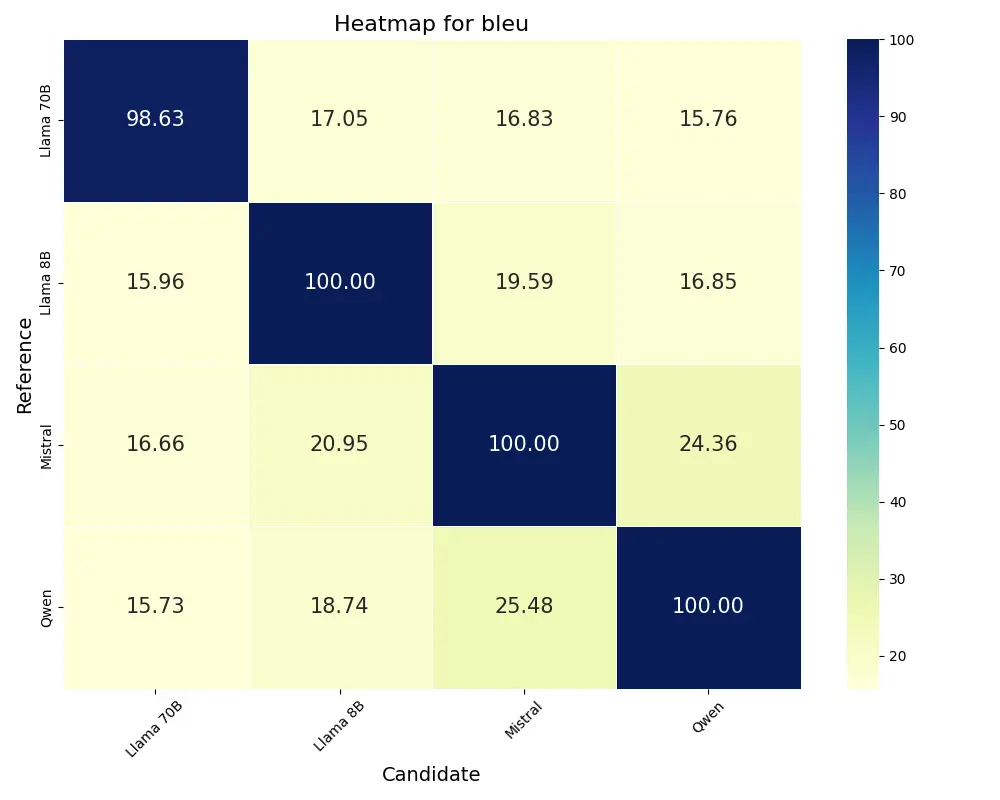 Heatmap for bleu
Llama 70B
98.63 17.05 16.83 15.76
Llama 8B
15.96 100.00 19.59 16.85
Mistral
16.66 20.95 100.00 24.36
Qwen
15.73 18.74 25.48 100.00
Reference
Llama 70B Llama 8B Mistral Qwen
Candidate
100
90
80
70
60
50
40
30
20